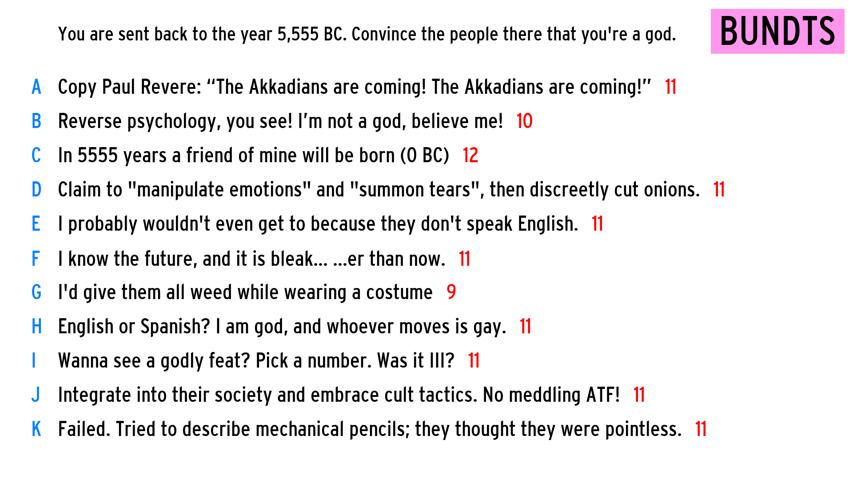 You are sent back to the year 5,555 BC. Convince the people there that you're a god.
BUNDTS
A Copy Paul Revere: “The Akkadians are coming! The Akkadians are coming!” 11
B Reverse psychology, you see! I’m not a god, believe me! 10
C In 5555 years a friend of mine will be born (0 BC) 12
D Claim to "manipulate emotions" and "summon tears", then discreetly cut onions. 11
E I probably wouldn't even get to because they don't speak English. 11
F I know the future, and it is bleak... ...er than now. 11
G I'd give them all weed while wearing a costume 9
H English or Spanish? I am god, and whoever moves is gay. 11
I Wanna see a godly feat? Pick a number. Was it III? 11
J Integrate into their society and embrace cult tactics. No meddling ATF! 11
K Failed. Tried to describe mechanical pencils; they thought they were pointless. 11